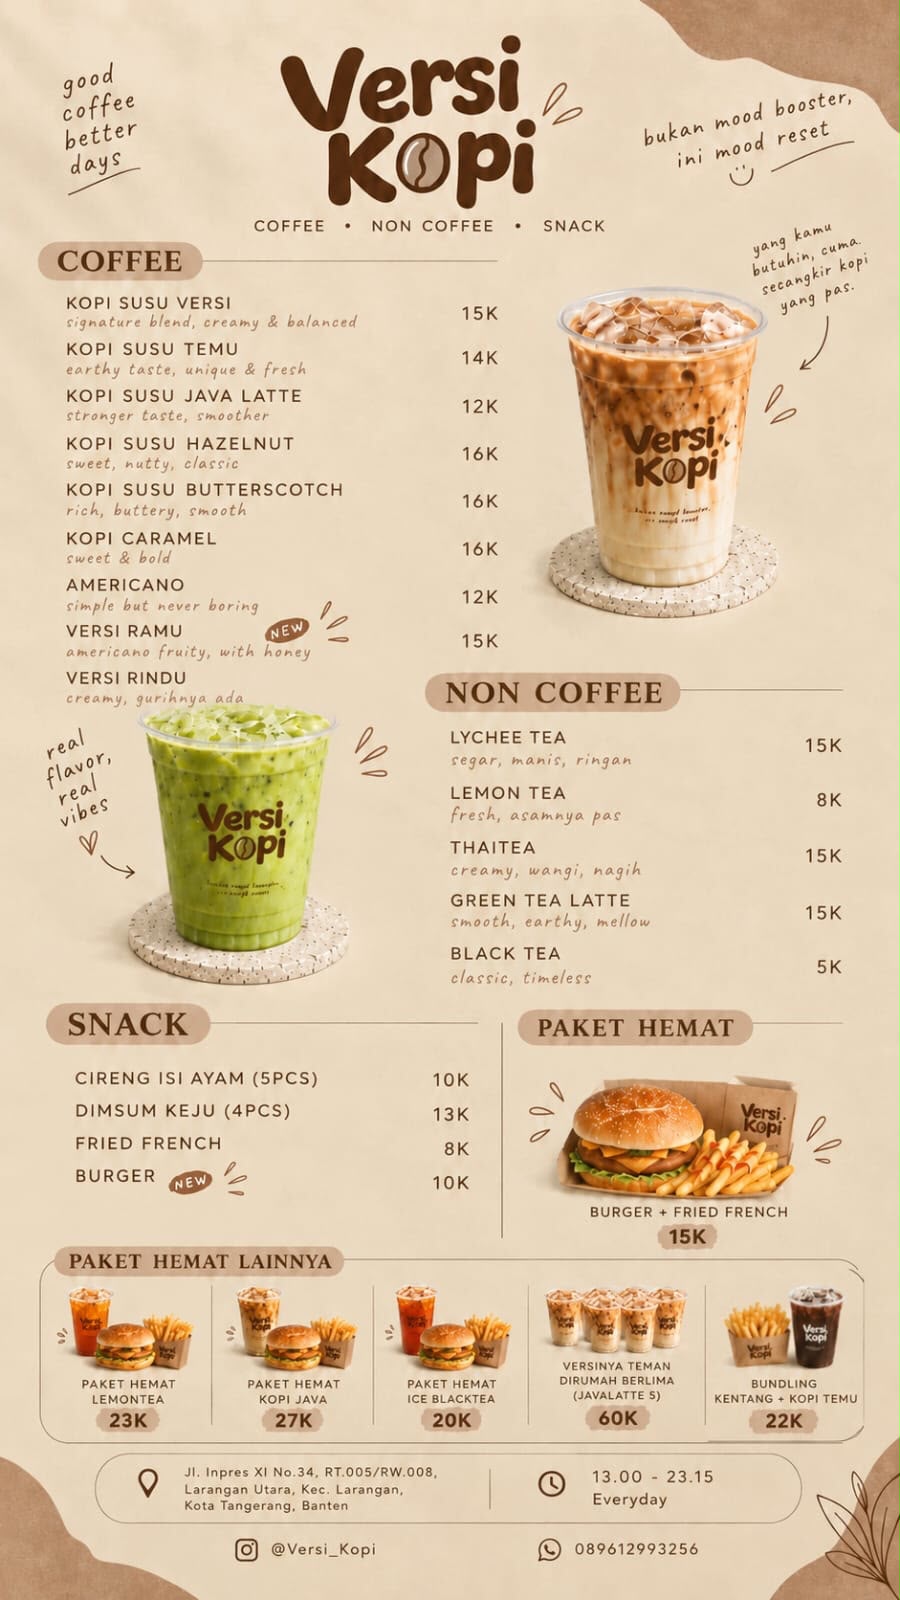 good
coffee
better
days
Versi
Kopi
bukan mood booster,
ini mood reset
COFFEE • NON COFFEE • SNACK
yang kamu
butuhin, cuma.
secangkir kopi
yang pas.
COFFEE
KOPI SUSU VERSI 15K
signature blend, creamy & balanced
KOPI SUSU TEMU 14K
earthy taste, unique & fresh
KOPI SUSU JAVA LATTE 12K
stronger taste, smoother
KOPI SUSU HAZELNUT 16K
sweet, nutty, classic
KOPI SUSU BUTTERSCOTCH 16K
rich, buttery, smooth
KOPI CARAMEL 16K
sweet & bold
AMERICANO 12K
simple but never boring
VERSI RAMU NEW 15K
americano fruity, with honey
VERSI RINDU
creamy, gurihnya ada
Versi
Kopi
real
flavor,
real
vibes
Versi
Kopi
NON COFFEE
LYCHEE TEA 15K
segar, manis, ringan
LEMON TEA 8K
fresh, asamnya pas
THAITEA 15K
creamy, wangi, nagih
GREEN TEA LATTE 15K
smooth, earthy, mellow
BLACK TEA 5K
classic, timeless
SNACK
CIRENG ISI AYAM (5PCS) 10K
DIMSUM KEJU (4PCS) 13K
FRIED FRENCH 8K
BURGER NEW 10K
PAKET HEMAT
Versi
Kopi
BURGER + FRIED FRENCH
15K
PAKET HEMAT LAINNYA
PAKET HEMAT
LEMONTEA
23K
PAKET HEMAT
KOPI JAVA
27K
PAKET HEMAT
ICE BLACKTEA
20K
VERSINYA TEMAN
DIRUMAH BERLIMA
(JAVALATTE 5)
60K
BUNDLING
KENTANG + KOPI TEMU
22K
Jl. Inpres XI No.34, RT.005/RW.008,
Larangan Utara, Kec. Larangan,
Kota Tangerang, Banten
13.00 - 23.15
Everyday
@Versi_Kopi
089612993256